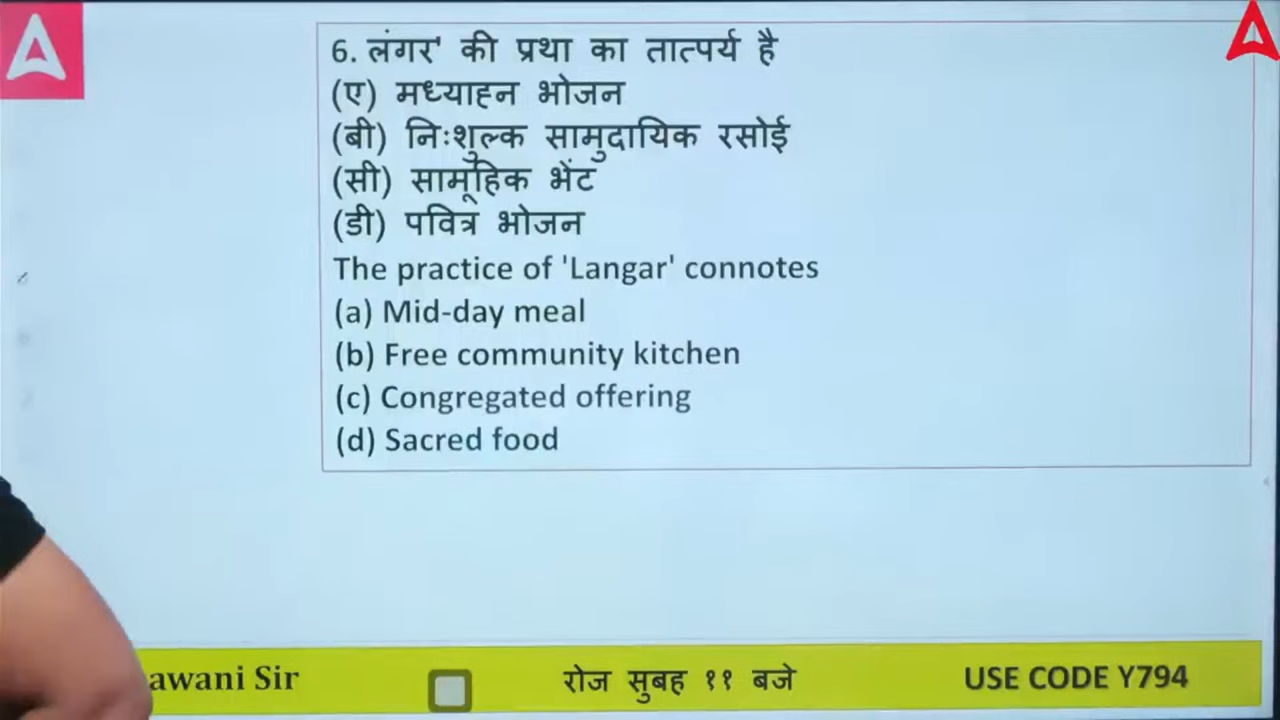 6. लंगर' की प्रथा का तात्पर्य है
(ए) मध्याह्न भोजन
(बी) निःशुल्क सामुदायिक रसोई
(सी) सामूहिक भेंट
(डी) पवित्र भोजन
The practice of 'Langar' connotes
(a) Mid-day meal
(b) Free community kitchen
(c) Congregated offering
(d) Sacred food
awani Sir रोज सुबह ११ बजे USE CODE Y794